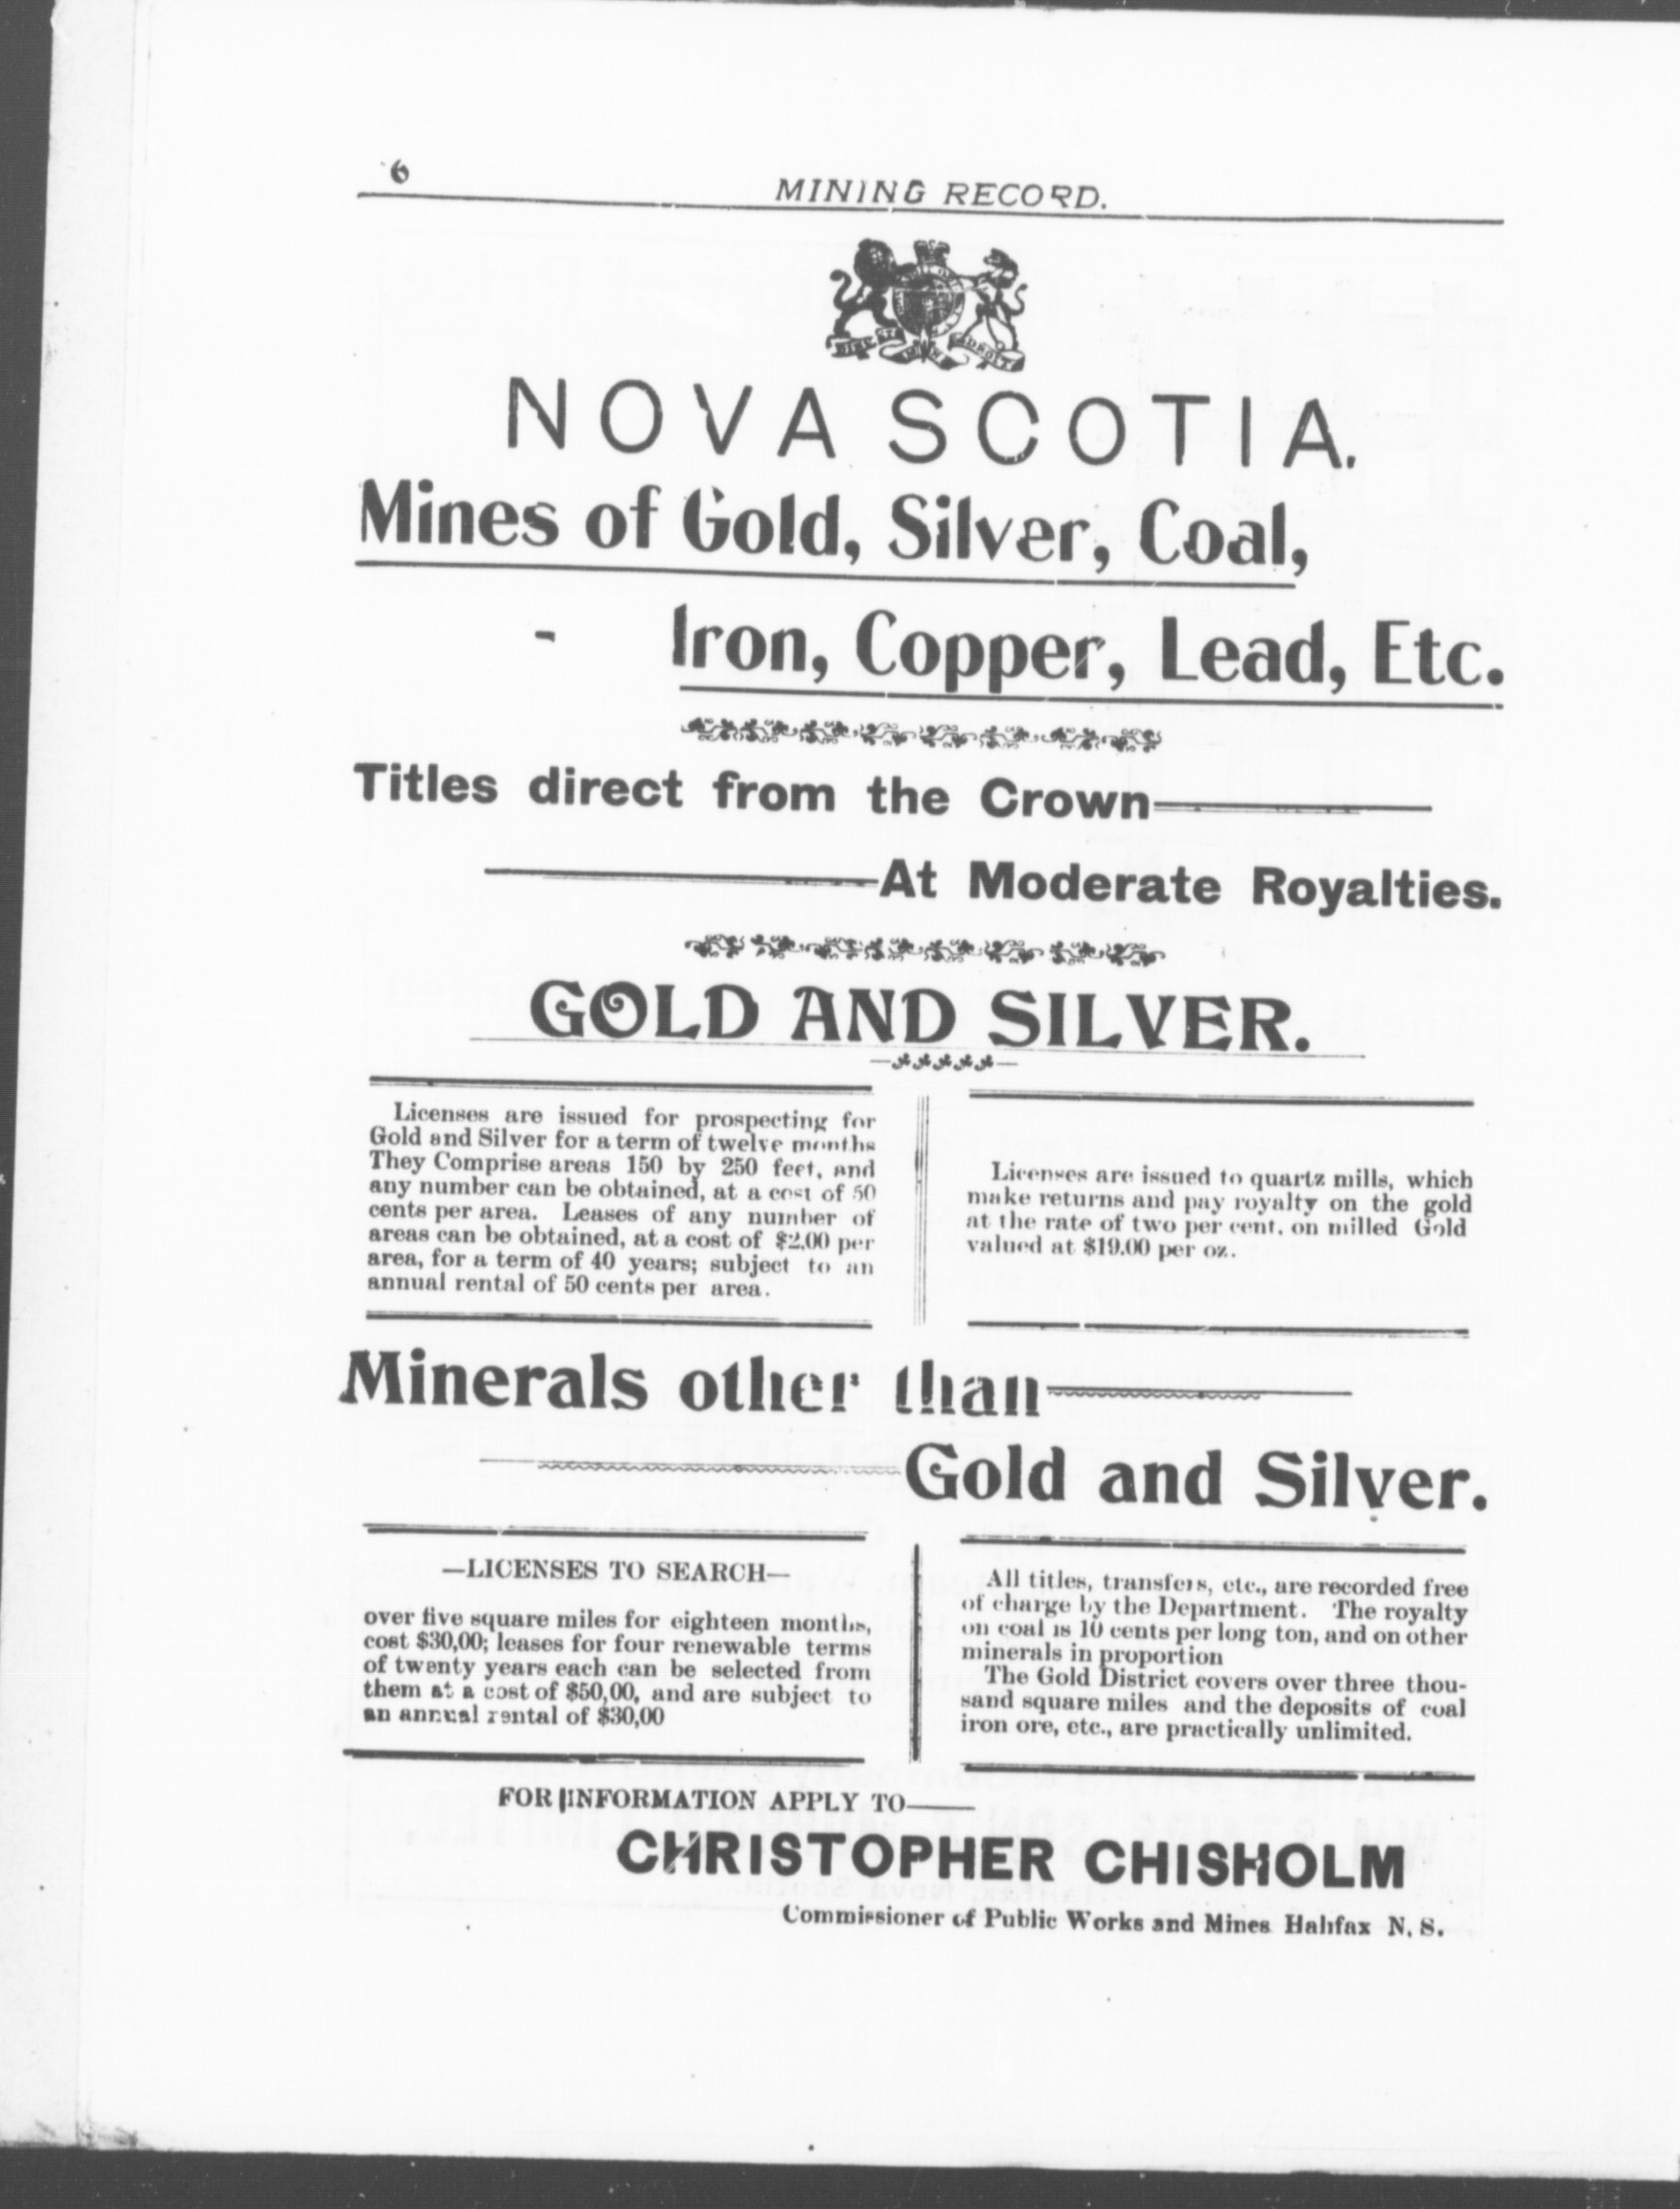 6
MINING RECORD.
DIEU ET MON DROIT
NOVA SCOTIA.
Mines of Gold, Silver, Coal,
- Iron, Copper, Lead, Etc.
Titles direct from the Crown
At Moderate Royalties.
GOLD AND SILVER.
Licenses are issued for prospecting for
Gold and Silver for a term of twelve months
They Comprise areas 150 by 250 feet, and
any number can be obtained, at a cost of 50
cents per area. Leases of any number of
areas can be obtained, at a cost of $2.00 per
area, for a term of 40 years; subject to an
annual rental of 50 cents per area.
Licenses are issued to quartz mills, which
make returns and pay royalty on the gold
at the rate of two per cent. on milled Gold
valued at $19.00 per oz.
Minerals other than
Gold and Silver.
—LICENSES TO SEARCH—
over five square miles for eighteen months,
cost $30,00; leases for four renewable terms
of twenty years each can be selected from
them at a cost of $50,00, and are subject to
an annual rental of $30,00
All titles, transfers, etc., are recorded free
of charge by the Department. The royalty
on coal is 10 cents per long ton, and on other
minerals in proportion
The Gold District covers over three thou-
sand square miles and the deposits of coal
iron ore, etc., are practically unlimited.
FOR INFORMATION APPLY TO—
CHRISTOPHER CHISHOLM
Commissioner of Public Works and Mines Halifax N. S.